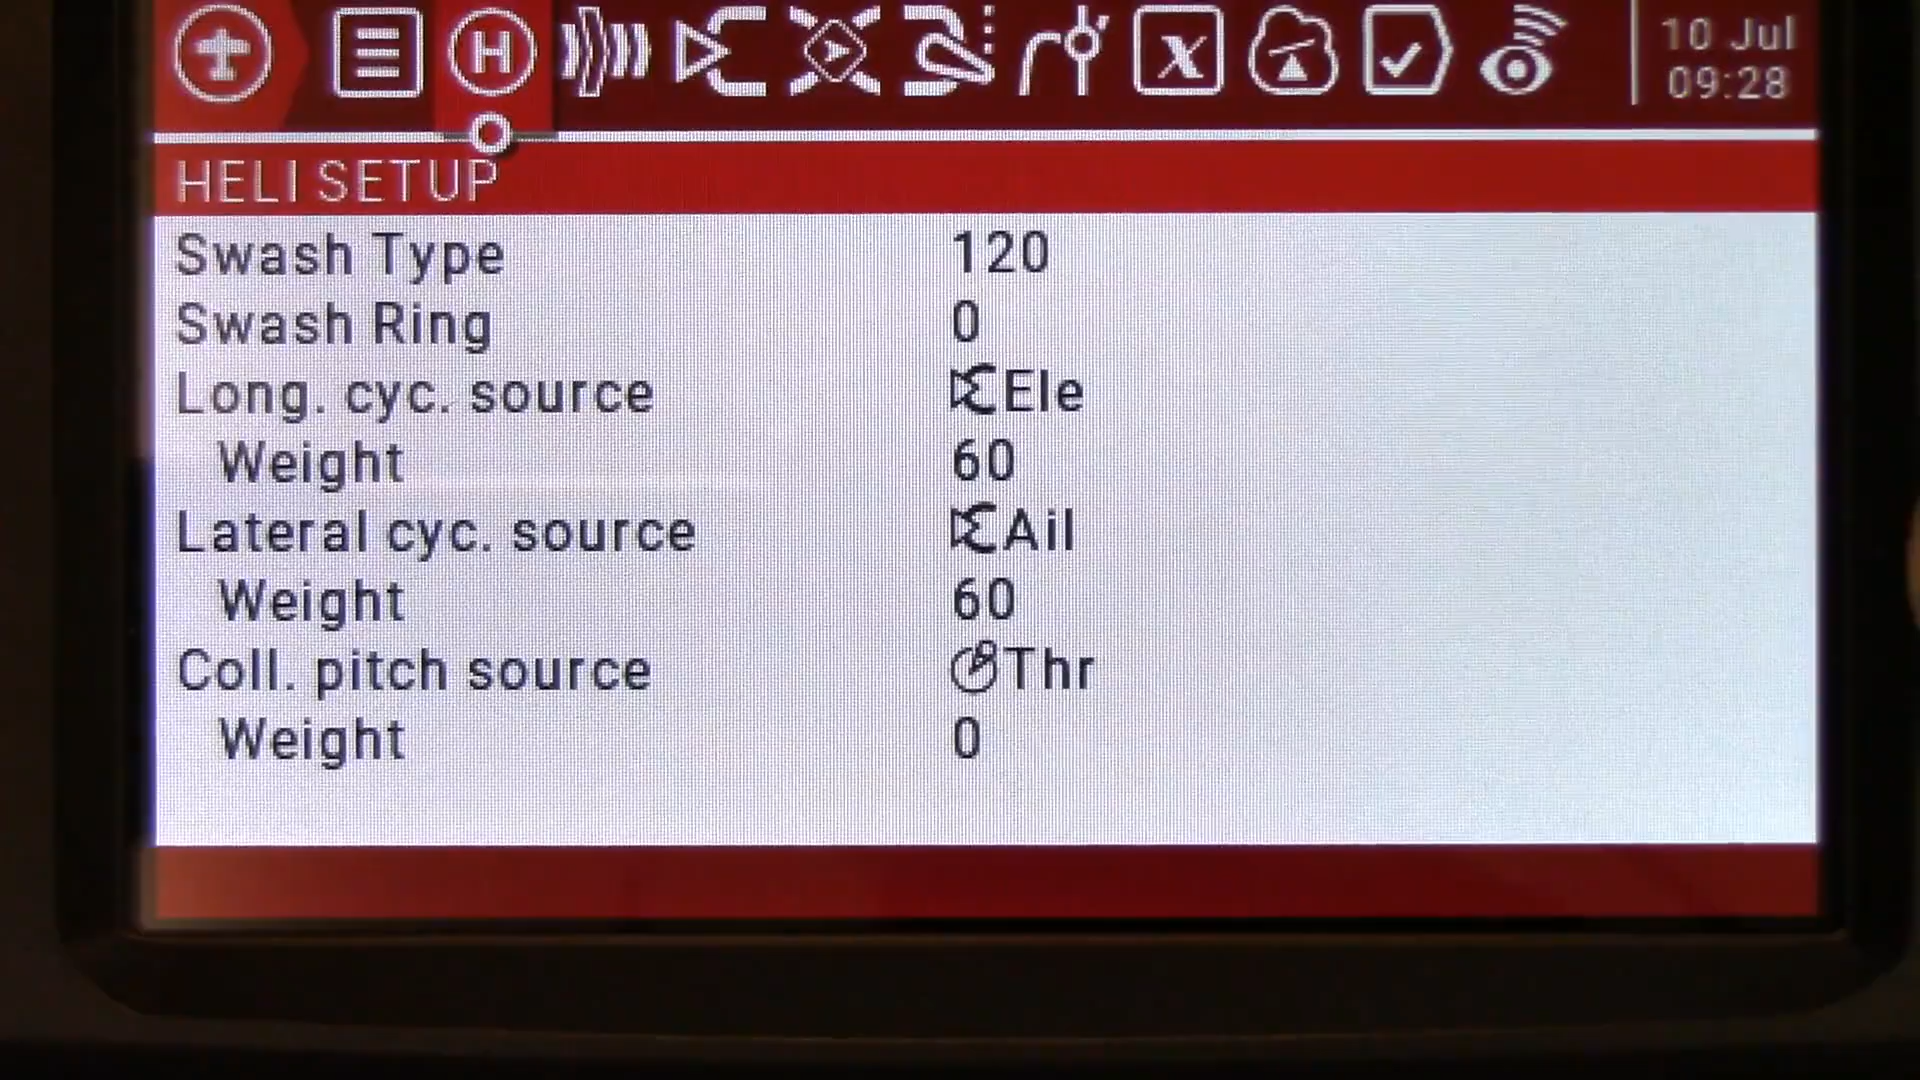 10 Jul
09:28
HELI SETUP
Swash Type 120
Swash Ring 0
Long. cyc. source Ele
Weight 60
Lateral cyc. source Ail
Weight 60
Coll. pitch source Thr
Weight 0